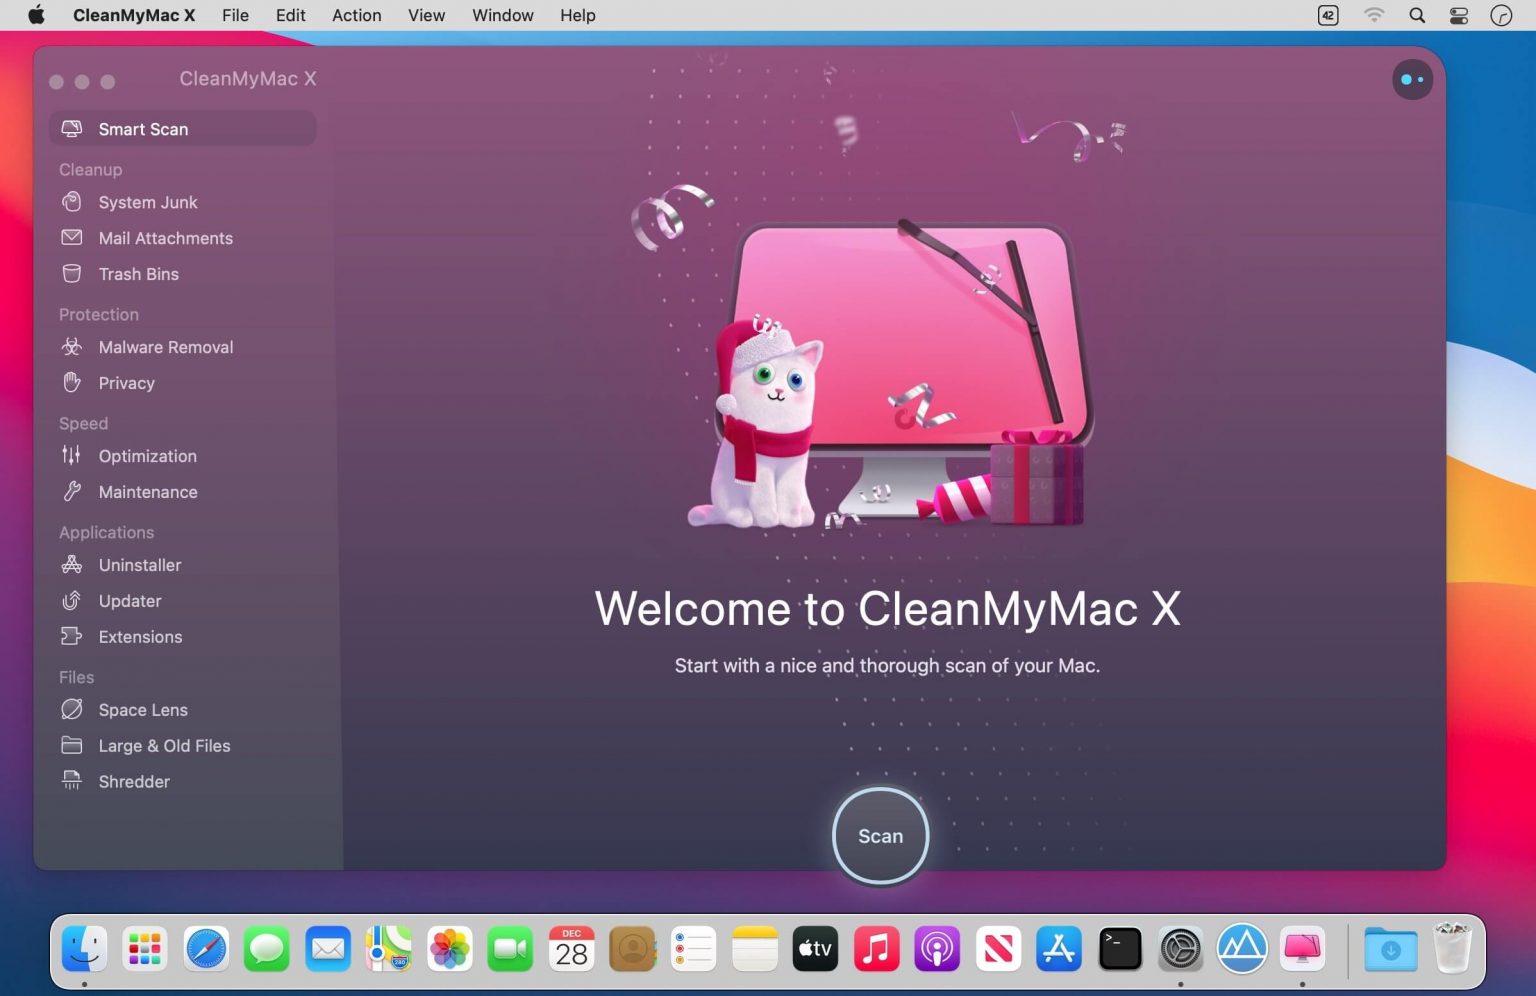 CleanMyMac X File Edit Action View Window Help 42
CleanMyMac X
Smart Scan
Cleanup
System Junk
Mail Attachments
Trash Bins
Protection
Malware Removal
Privacy
Speed
Optimization
Maintenance
Applications
Uninstaller
Updater
Extensions
Files
Space Lens
Large & Old Files
Shredder
Welcome to CleanMyMac X
Start with a nice and thorough scan of your Mac.
Scan
DEC
28
280
tv
>_